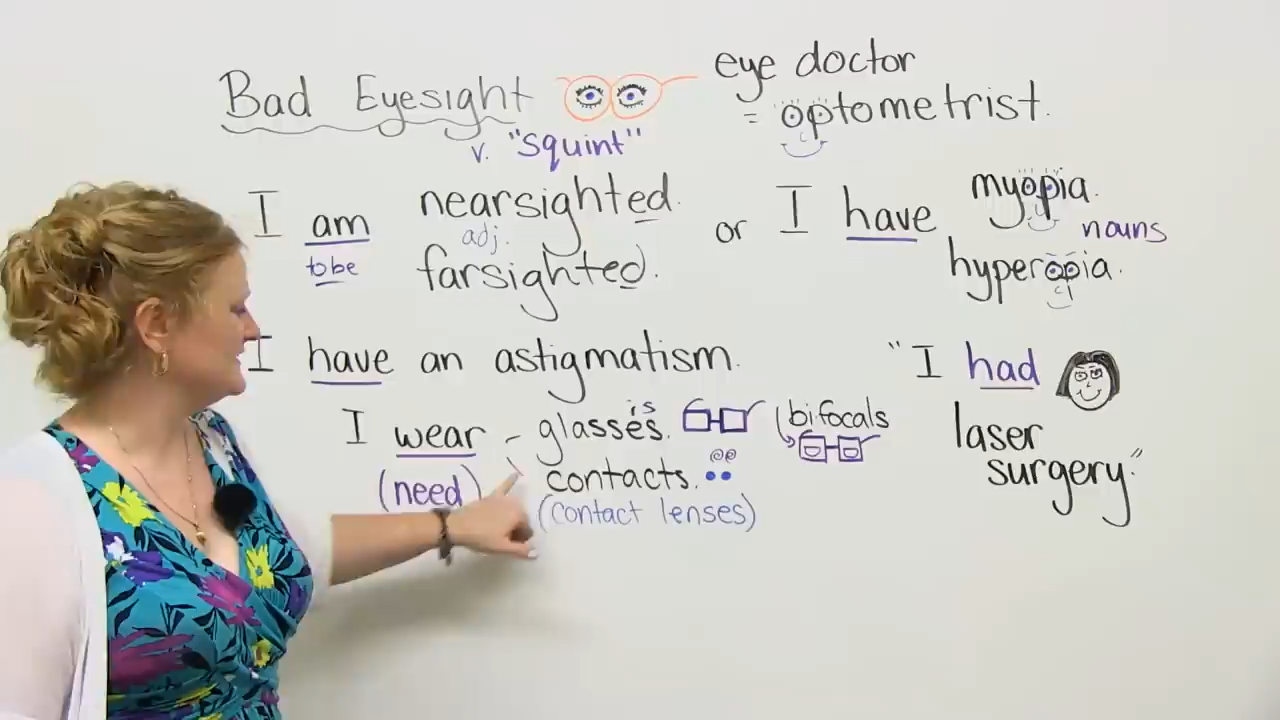 Bad Eyesight
v. "squint"
eye doctor
= optometrist.
I am
to be
nearsighted.
adj.
farsighted.
or I have
myopia.
nouns
hyperopia.
I have an astigmatism.
I wear - glasses.
is
bifocals
(need) contacts.
(contact lenses)
"I had
laser
surgery."